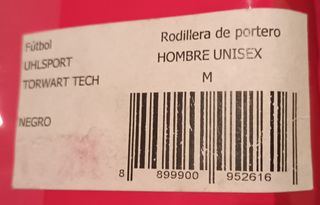 Fútbol
UHLSPORT
TORWART TECH
NEGRO
Rodillera de portero
HOMBRE UNISEX
M
8 899900 952616